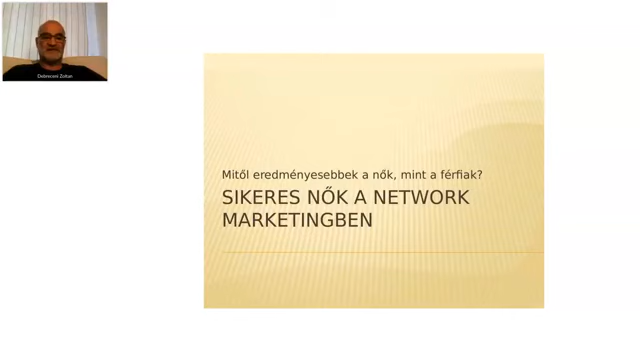 Debreceni Zoltan
Mitől eredményesebbek a nők, mint a férfiak?
SIKERES NŐK A NETWORK
MARKETINGBEN